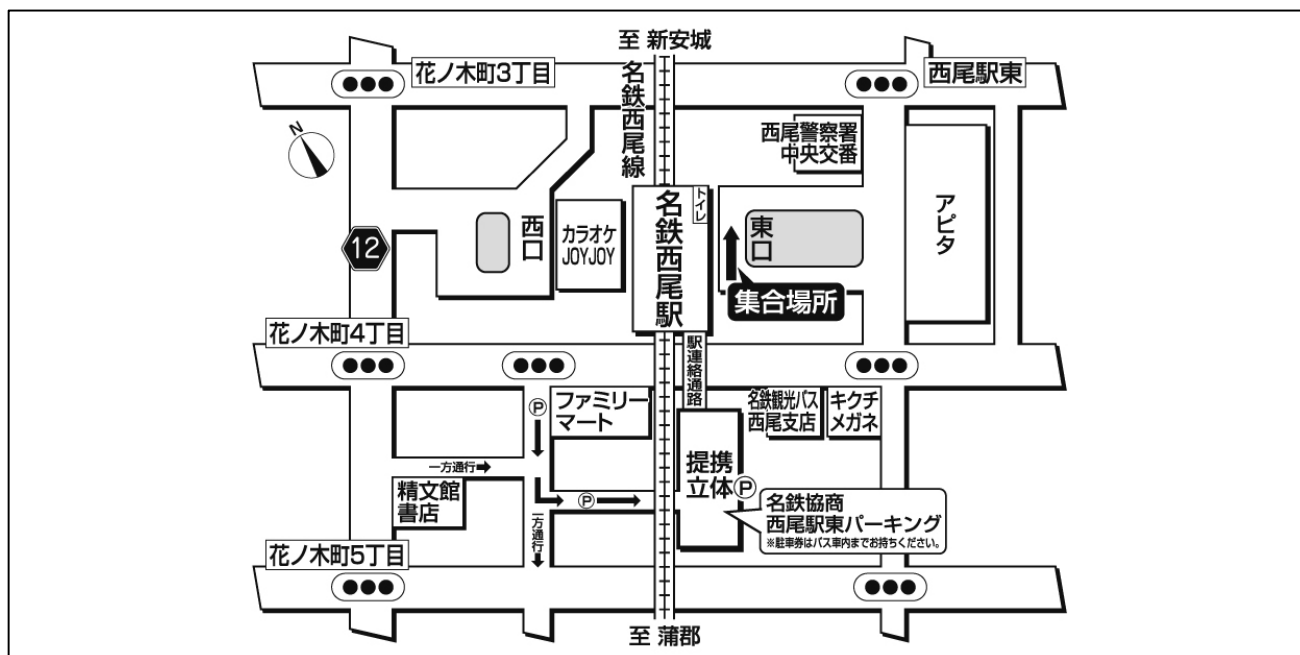 至 新安城
花ノ木町3丁目
名鉄西尾線
西尾駅東
N
西尾警察署
中央交番
トイレ
アピタ
西口
カラオケ
JOYJOY
名鉄西尾駅
東口
12
集合場所
花ノ木町4丁目
駅連絡通路
P
ファミリー
マート
名鉄観光バス
西尾支店
キクチ
メガネ
一方通行
提携
立体P
精文館
書店
P
名鉄協商
西尾駅東パーキング
※駐車券はバス車内までお持ちください。
一方通行
花ノ木町5丁目
至 蒲郡